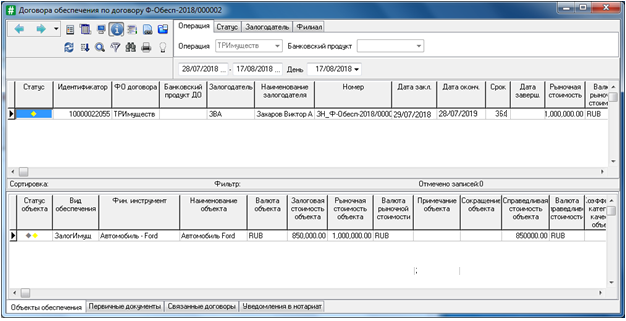 Договора обеспечения по договору Ф-Обесп-2018/000002
Операция Статус Залогодатель Филиал
Операция ТРИмуществ Банковский продукт
28/07/2018 ... - 17/08/2018 ... День 17/08/2018
Статус Идентификатор ФО договора Банковский продукт ДО Залогодатель Наименование залогодателя Номер Дата закл. Дата оконч. Срок Дата заверш. Рыночная стоимость Валю рыноч стоим
10000022055 ТРИмуществ ЗВА Захаров Виктор А ЗН_Ф-Обесп-2018/0000 29/07/2018 28/07/2019 1,000,000.00 RUB
Сортировка: Фильтр: Отмечено записей:0
Статус объекта Вид обеспечения Фин. инструмент Наименование объекта Валюта объекта Залоговая стоимость объекта Рыночная стоимость объекта Валюта рыночной стоимости Примечание объекта Сокращение объекта Справедливая стоимость объекта Валюта праведливо стоимости оэффи катег каче объе
ЗалогИмущ Автомобиль - Ford Автомобиль Ford RUB 850,000.00 1,000,000.00 RUB 850000.00 RUB
Объекты обеспечения Первичные документы Связанные договоры Уведомления в нотариат